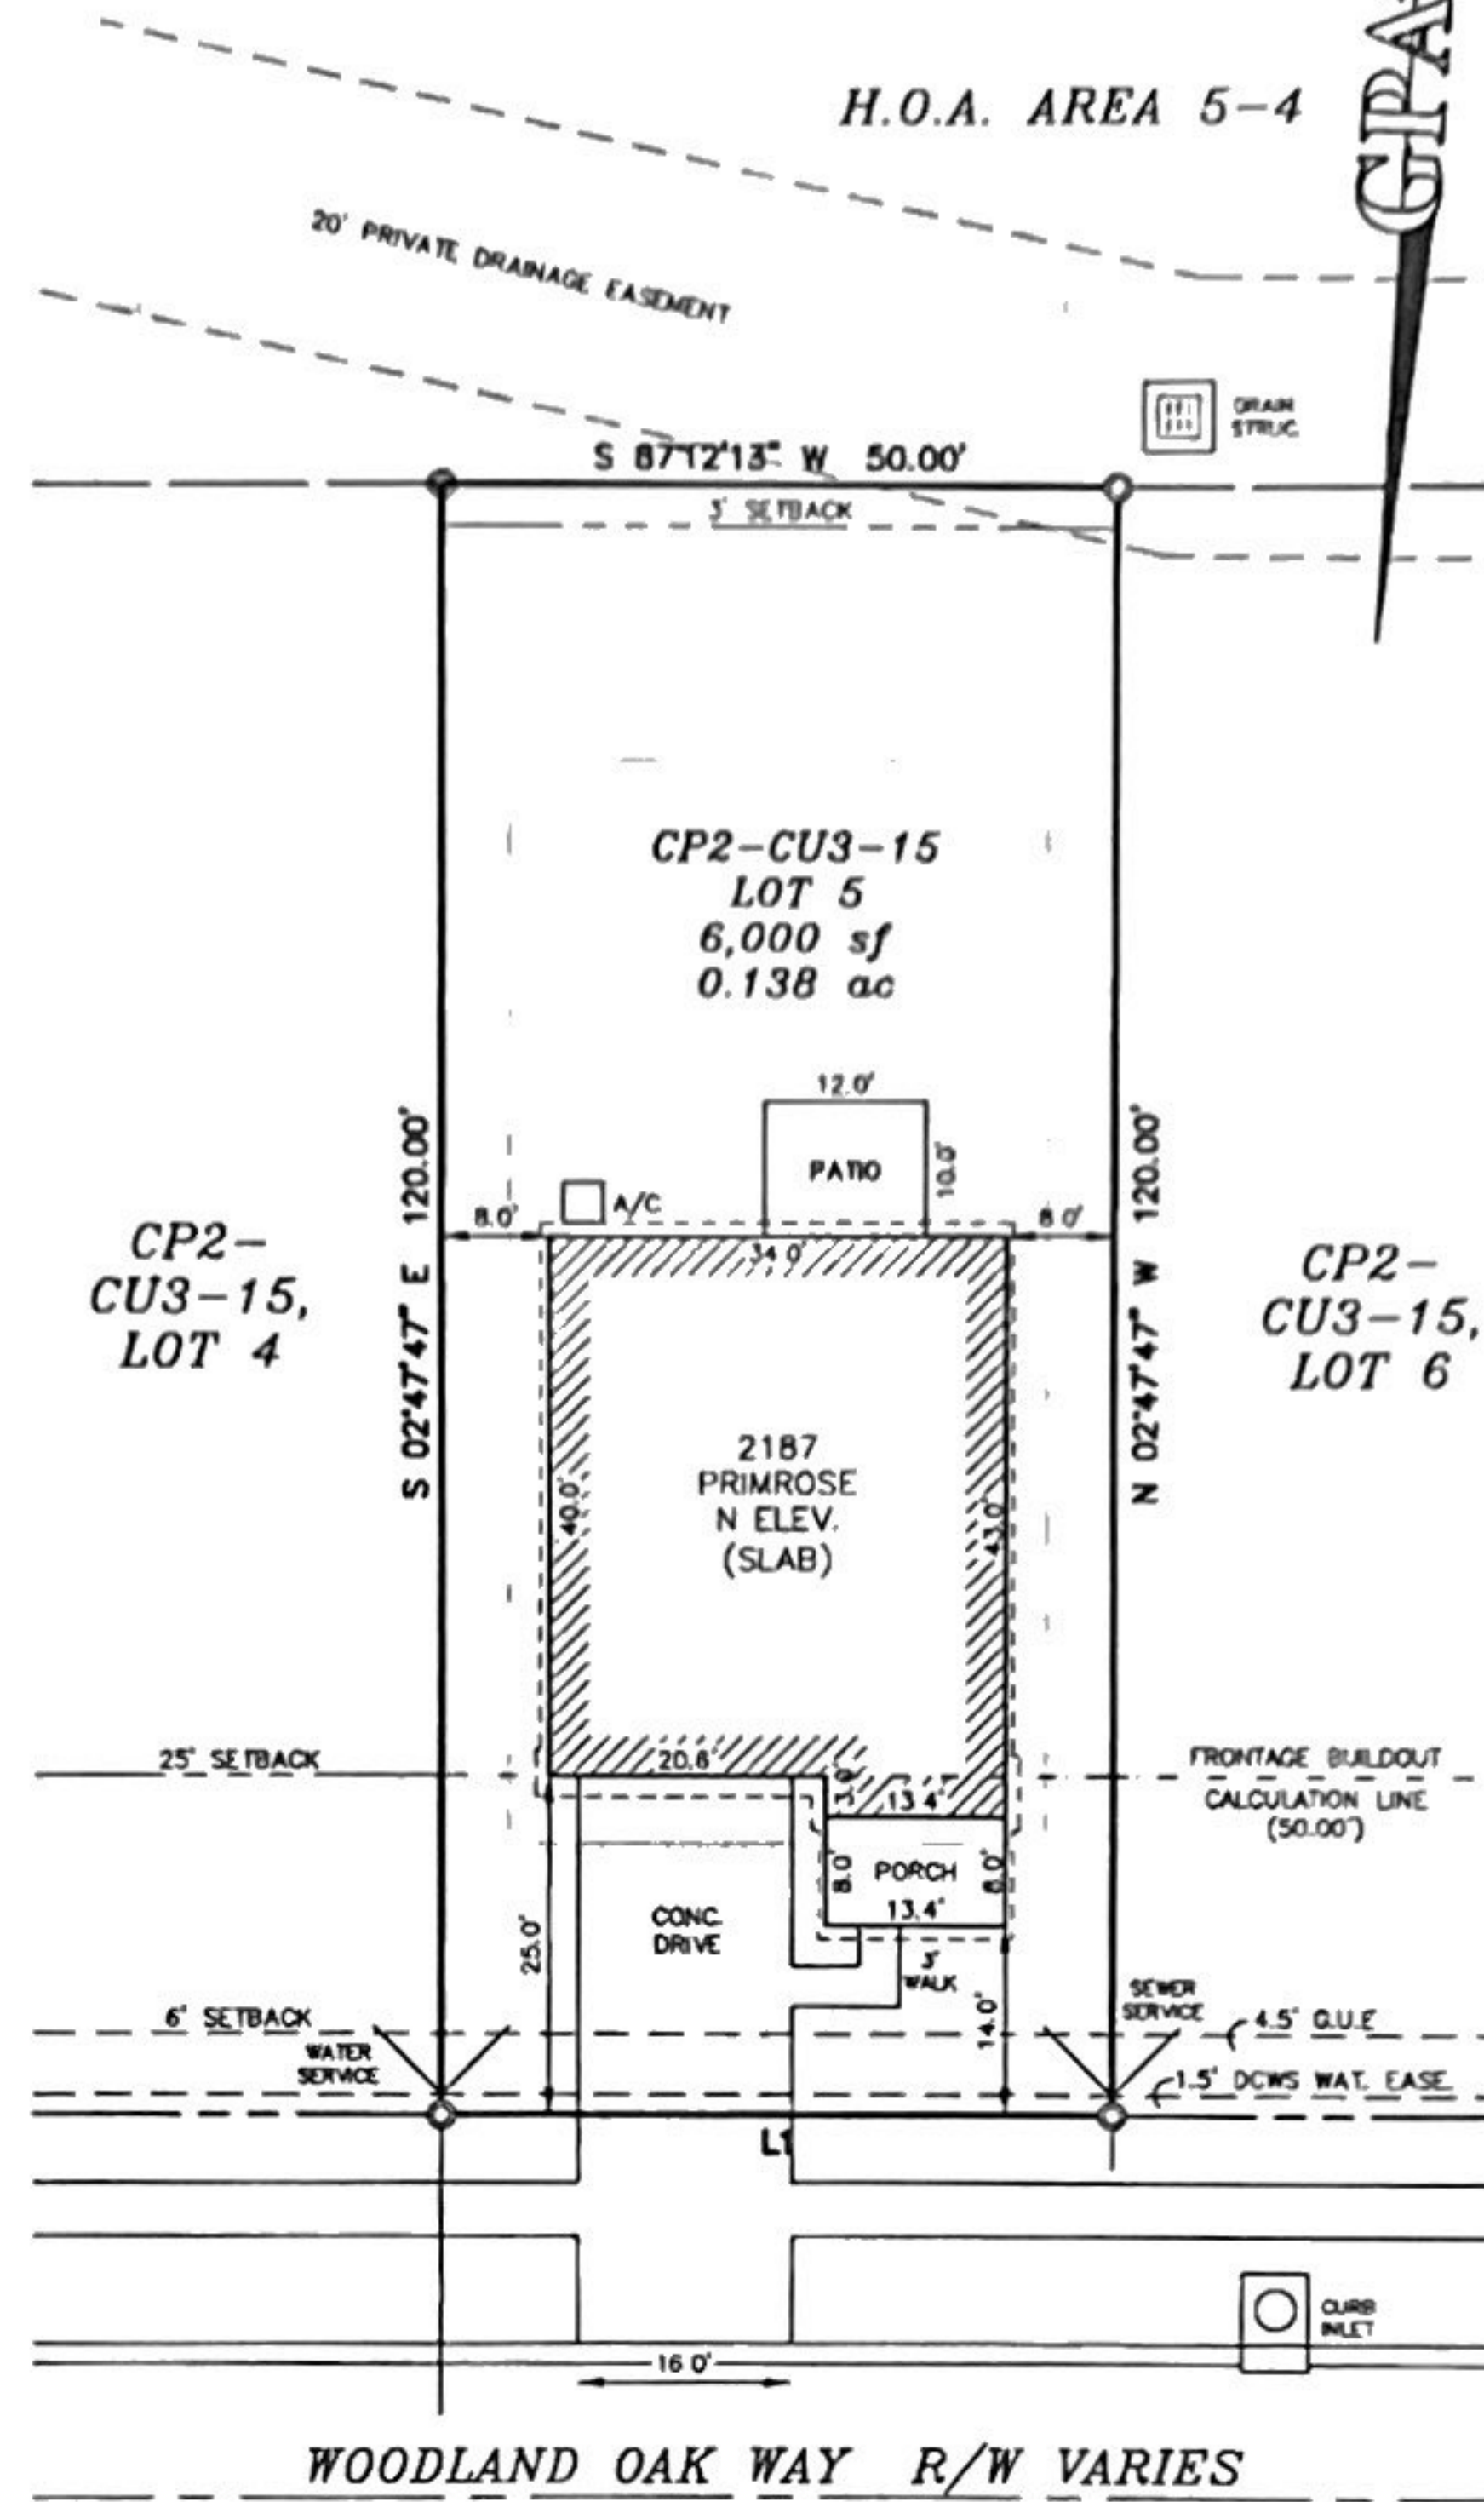 H.O.A. AREA 5-4
20' PRIVATE DRAINAGE EASEMENT
DRAIN
STRUC.
S 87°12'13" W 50.00'
3' SETBACK
CP2-CU3-15
LOT 5
6,000 sf
0.138 ac
12.0'
PATIO
10.0'
A/C
8.0'
8.0'
34.0'
S 02°47'47" E 120.00'
N 02°47'47" W 120.00'
CP2-
CU3-15,
LOT 4
CP2-
CU3-15,
LOT 6
40.0'
43.0'
2187
PRIMROSE
N ELEV.
(SLAB)
25' SETBACK
20.6'
3.0'
13.4'
FRONTAGE BUILDOUT
CALCULATION LINE
(50.00')
8.0'
PORCH
8.0'
13.4'
CONC.
DRIVE
25.0'
3'
WALK
14.0'
6' SETBACK
WATER
SERVICE
SEWER
SERVICE
4.5' G.U.E
1.5' DCWS WAT. EASE.
L1
CURB
INLET
16.0'
WOODLAND OAK WAY R/W VARIES